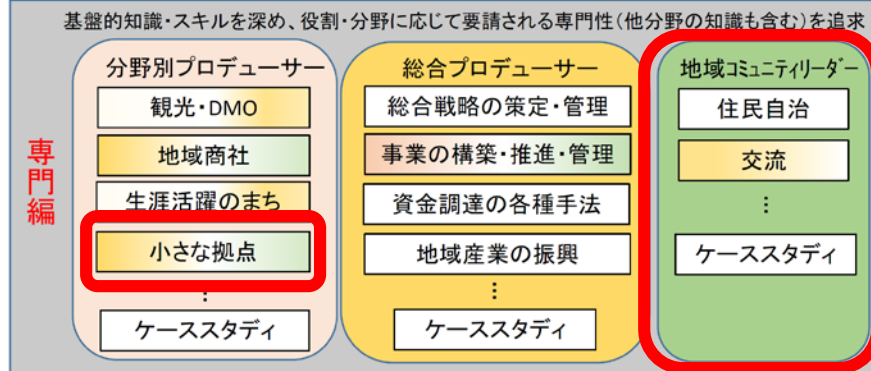 基盤的知識・スキルを深め、役割・分野に応じて要請される専門性(他分野の知識も含む)を追求
専門編
分野別プロデューサー
観光・DMO
地域商社
生涯活躍のまち
小さな拠点
⋮
ケーススタディ
総合プロデューサー
総合戦略の策定・管理
事業の構築・推進・管理
資金調達の各種手法
地域産業の振興
⋮
ケーススタディ
地域コミュニティリーダー
住民自治
交流
⋮
ケーススタディ